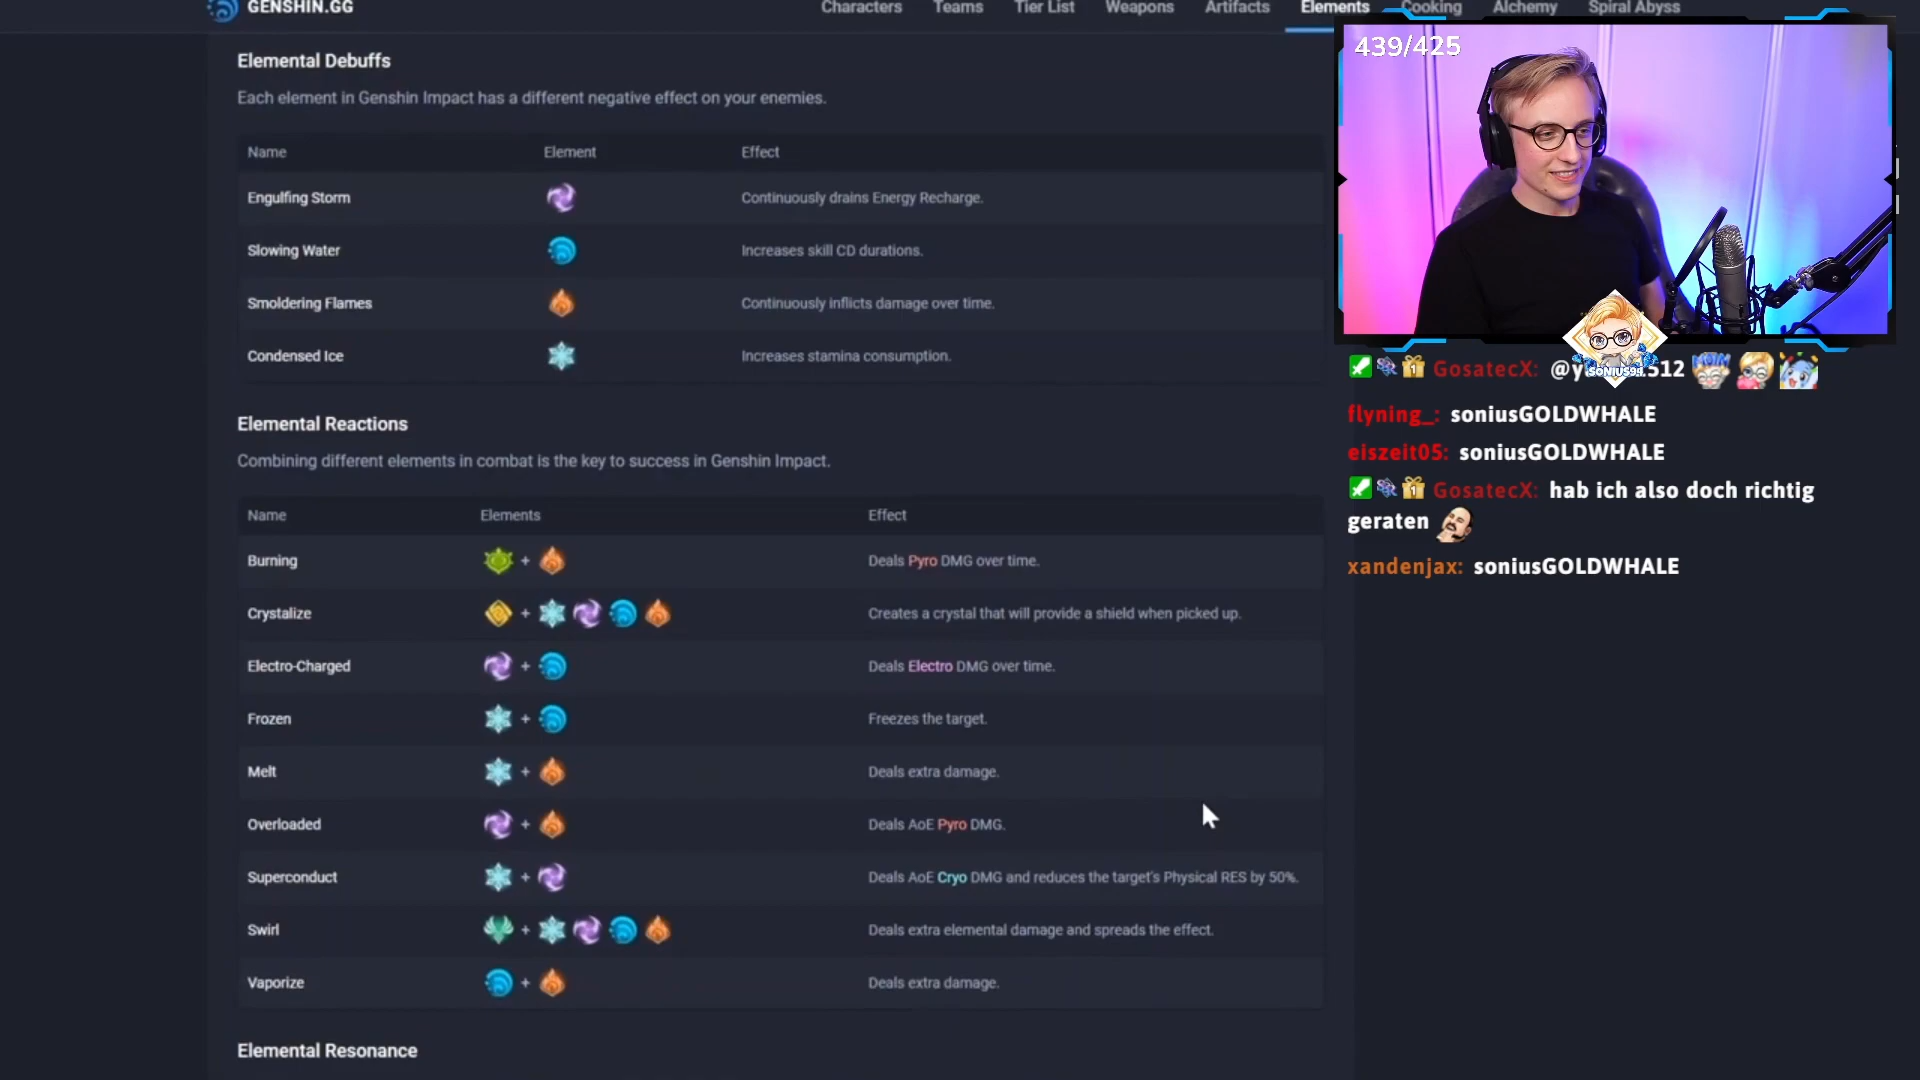 GENSHIN.GG
Characters Teams Tier List Weapons Artifacts Elements Cooking Alchemy Spiral Abyss
Elemental Debuffs
Each element in Genshin Impact has a different negative effect on your enemies.
Name Element Effect
Engulfing Storm Continuously drains Energy Recharge.
Slowing Water Increases skill CD durations.
Smoldering Flames Continuously inflicts damage over time.
Condensed Ice Increases stamina consumption.
Elemental Reactions
Combining different elements in combat is the key to success in Genshin Impact.
Name Elements Effect
Burning + Deals Pyro DMG over time.
Crystalize + Creates a crystal that will provide a shield when picked up.
Electro-Charged + Deals Electro DMG over time.
Frozen + Freezes the target.
Melt + Deals extra damage.
Overloaded + Deals AoE Pyro DMG.
Superconduct + Deals AoE Cryo DMG and reduces the target's Physical RES by 50%.
Swirl + Deals extra elemental damage and spreads the effect.
Vaporize + Deals extra damage.
Elemental Resonance
439/425
SONIUS94
GosatecX:
flyning_: soniusGOLDWHALE
eiszeit05: soniusGOLDWHALE
GosatecX: hab ich also doch richtig
geraten
xandenjax: soniusGOLDWHALE